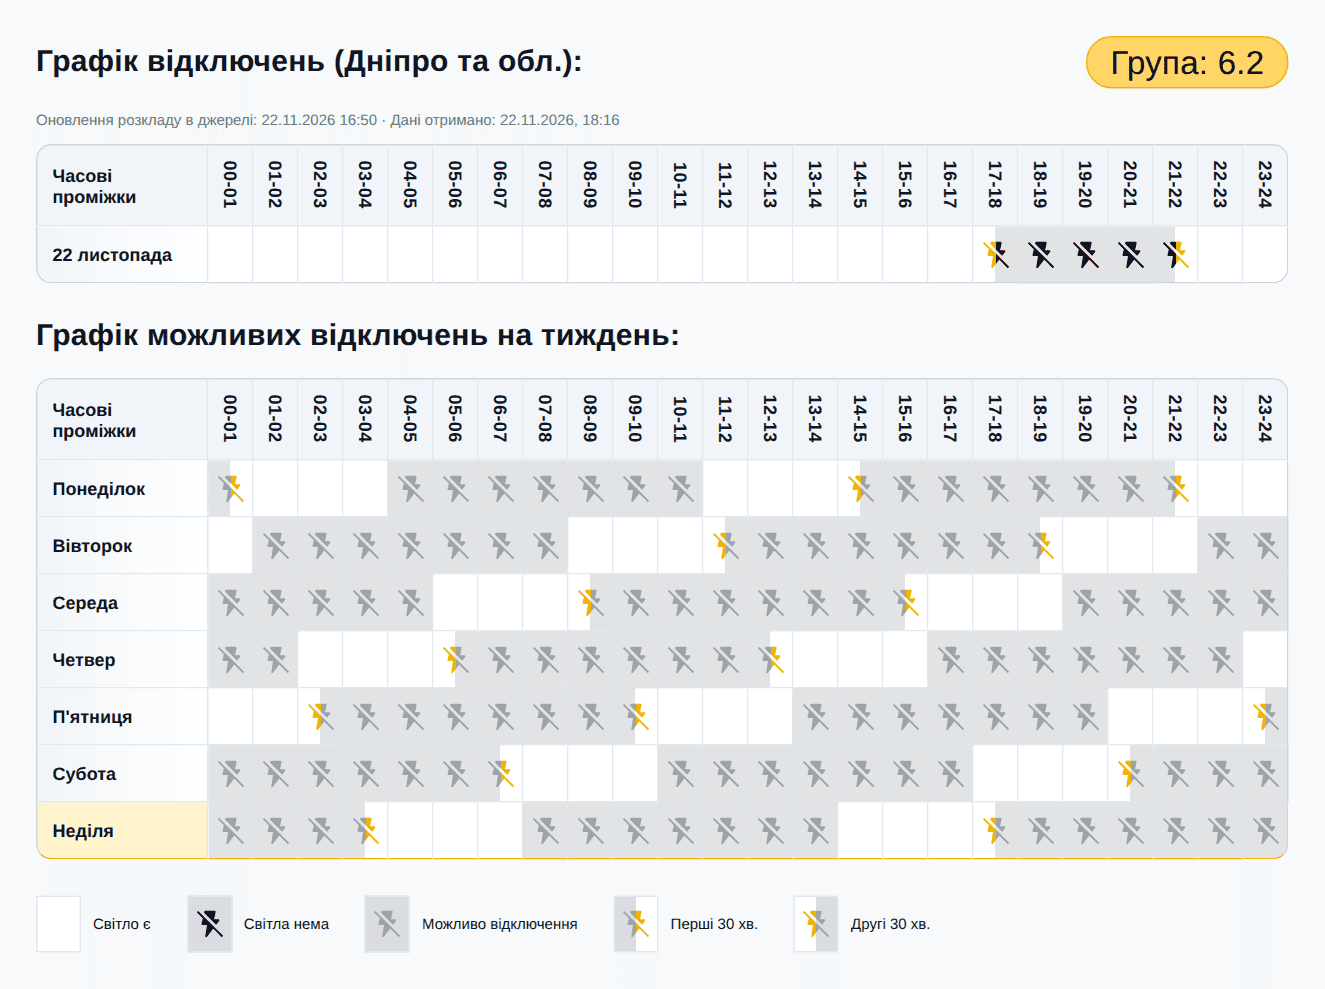 Графік відключень (Дніпро та обл.):
Група: 6.2
Оновлення розкладу в джерелі: 22.11.2026 16:50 · Дані отримано: 22.11.2026, 18:16
Часові
проміжки
00-01 01-02 02-03 03-04 04-05 05-06 06-07 07-08 08-09 09-10 10-11 11-12 12-13 13-14 14-15 15-16 16-17 17-18 18-19 19-20 20-21 21-22 22-23 23-24
22 листопада
Графік можливих відключень на тиждень:
Часові
проміжки
00-01 01-02 02-03 03-04 04-05 05-06 06-07 07-08 08-09 09-10 10-11 11-12 12-13 13-14 14-15 15-16 16-17 17-18 18-19 19-20 20-21 21-22 22-23 23-24
Понеділок
Вівторок
Середа
Четвер
П'ятниця
Субота
Неділя
Світло є Світла нема Можливо відключення Перші 30 хв. Другі 30 хв.